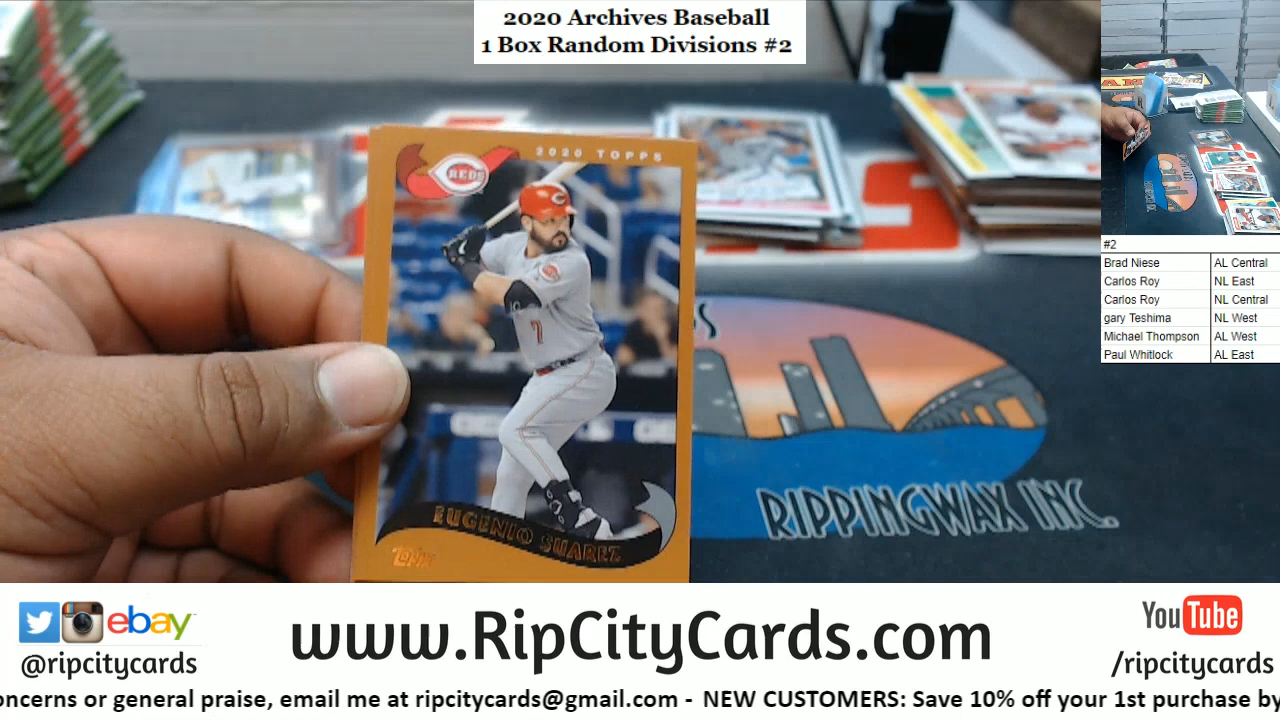 2020 Archives Baseball
1 Box Random Divisions #2
2020 TOPPS
REDS
C
7
EUGENIO SUAREZ
Topps
RIPPINGWAX INC.
#2
Brad Niese AL Central
Carlos Roy NL East
Carlos Roy NL Central
gary Teshima NL West
Michael Thompson AL West
Paul Whitlock AL East
ebay
@ripcitycards
www.RipCityCards.com
YouTube
/ripcitycards
oncerns or general praise, email me at ripcitycards@gmail.com - NEW CUSTOMERS: Save 10% off your 1st purchase by